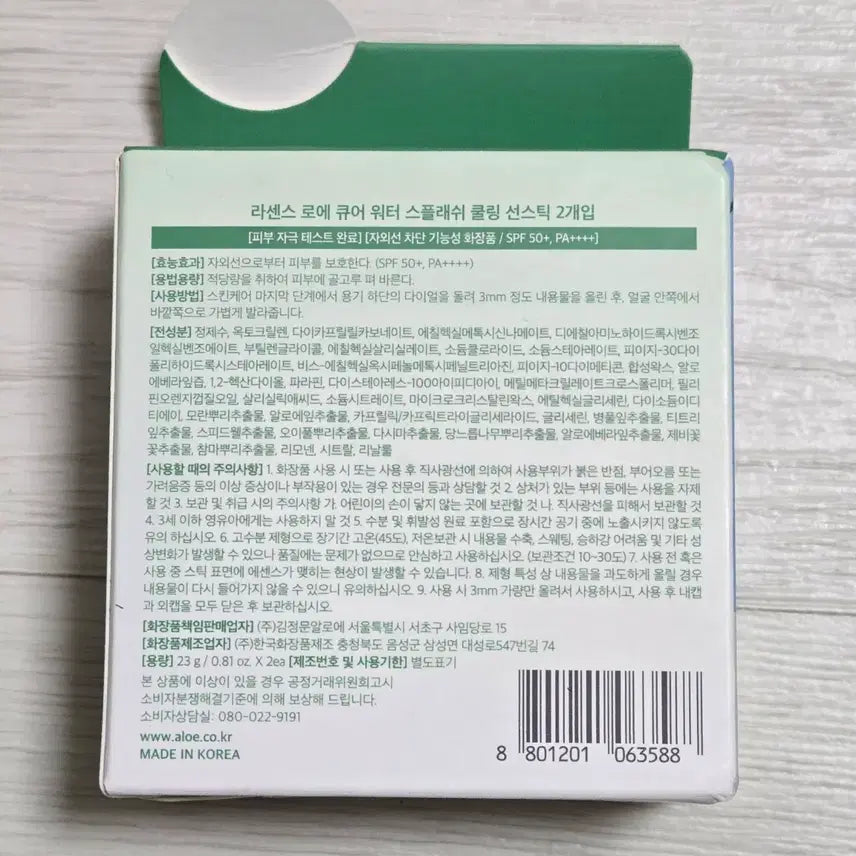 라센스 로에 큐어 워터 스플래쉬 쿨링 선스틱 2개입
[피부 자극 테스트 완료] [자외선 차단 기능성 화장품 / SPF 50+, PA++++]
[효능효과] 자외선으로부터 피부를 보호한다. (SPF 50+, PA++++)
[용법용량] 적당량을 취하여 피부에 골고루 펴 바른다.
[사용방법] 스킨케어 마지막 단계에서 용기 하단의 다이얼을 돌려 3mm 정도 내용물을 올린 후, 얼굴 안쪽에서
바깥쪽으로 가볍게 발라줍니다.
[전성분] 정제수, 옥토크릴렌, 다이카프릴릴카보네이트, 에칠헥실메톡시신나메이트, 디에칠아미노하이드록시벤조
일헥실벤조에이트, 부틸렌글라이콜, 에칠헥실살리실레이트, 소듐클로라이드, 소듐스테아레이트, 피이지-30다이
폴리하이드록시스테아레이트, 비스-에칠헥실옥시페놀메톡시페닐트리아진, 피이지-10다이메티콘, 합성왁스, 알로
에베라잎즙, 1,2-헥산다이올, 파라핀, 다이스테아레스-100아이피디아이, 메틸메타크릴레이트크로스폴리머, 필리
핀오렌지껍질오일, 살리실릭애씨드, 소듐시트레이트, 마이크로크리스탈린왁스, 에틸헥실글리세린, 다이소듐이디
티에이, 모란뿌리추출물, 알로에잎추출물, 카프릴릭/카프릭트라이글리세라이드, 글리세린, 병풀잎추출물, 티트리
잎추출물, 스피드웰추출물, 오이풀뿌리추출물, 다시마추출물, 당느릅나무뿌리추출물, 알로에베라잎추출물, 제비꽃
꽃추출물, 참마뿌리추출물, 리모넨, 시트랄, 리날룰
[사용할 때의 주의사항] 1. 화장품 사용 시 또는 사용 후 직사광선에 의하여 사용부위가 붉은 반점, 부어오름 또는
가려움증 등의 이상 증상이나 부작용이 있는 경우 전문의 등과 상담할 것 2. 상처가 있는 부위 등에는 사용을 자제
할 것 3. 보관 및 취급 시의 주의사항 가. 어린이의 손이 닿지 않는 곳에 보관할 것 나. 직사광선을 피해서 보관할 것
4. 3세 이하 영유아에게는 사용하지 말 것 5. 수분 및 휘발성 원료 포함으로 장시간 공기 중에 노출시키지 않도록
유의 하십시오 6. 고수분 제형으로 장기간 고온(45도), 저온보관 시 내용물 수축, 스웨팅, 승하강 어려움 및 기타 성
상변화가 발생할 수 있으나 품질에는 문제가 없으므로 안심하고 사용하십시오. (보관조건 10~30도) 7. 사용 전 혹은
사용 중 스틱 표면에 에센스가 맺히는 현상이 발생할 수 있습니다. 8. 제형 특성 상 내용물을 과도하게 올릴 경우
내용물이 다시 들어가지 않을 수 있으니 유의하십시오. 9. 사용 시 3mm 가량만 올려서 사용하시고, 사용 후 내캡
과 외캡을 모두 닫은 후 보관하십시오.
[화장품책임판매업자] (주)김정문알로에 서울특별시 서초구 사임당로 15
[화장품제조업자] (주)한국화장품제조 충청북도 음성군 삼성면 대성로547번길 74
[용량] 23 g / 0.81 oz. X 2ea [제조번호 및 사용기한] 별도표기
본 상품에 이상이 있을 경우 공정거래위원회고시
소비자분쟁해결기준에 의해 보상해 드립니다.
소비자상담실: 080-022-9191
www.aloe.co.kr
MADE IN KOREA
8 801201 063588